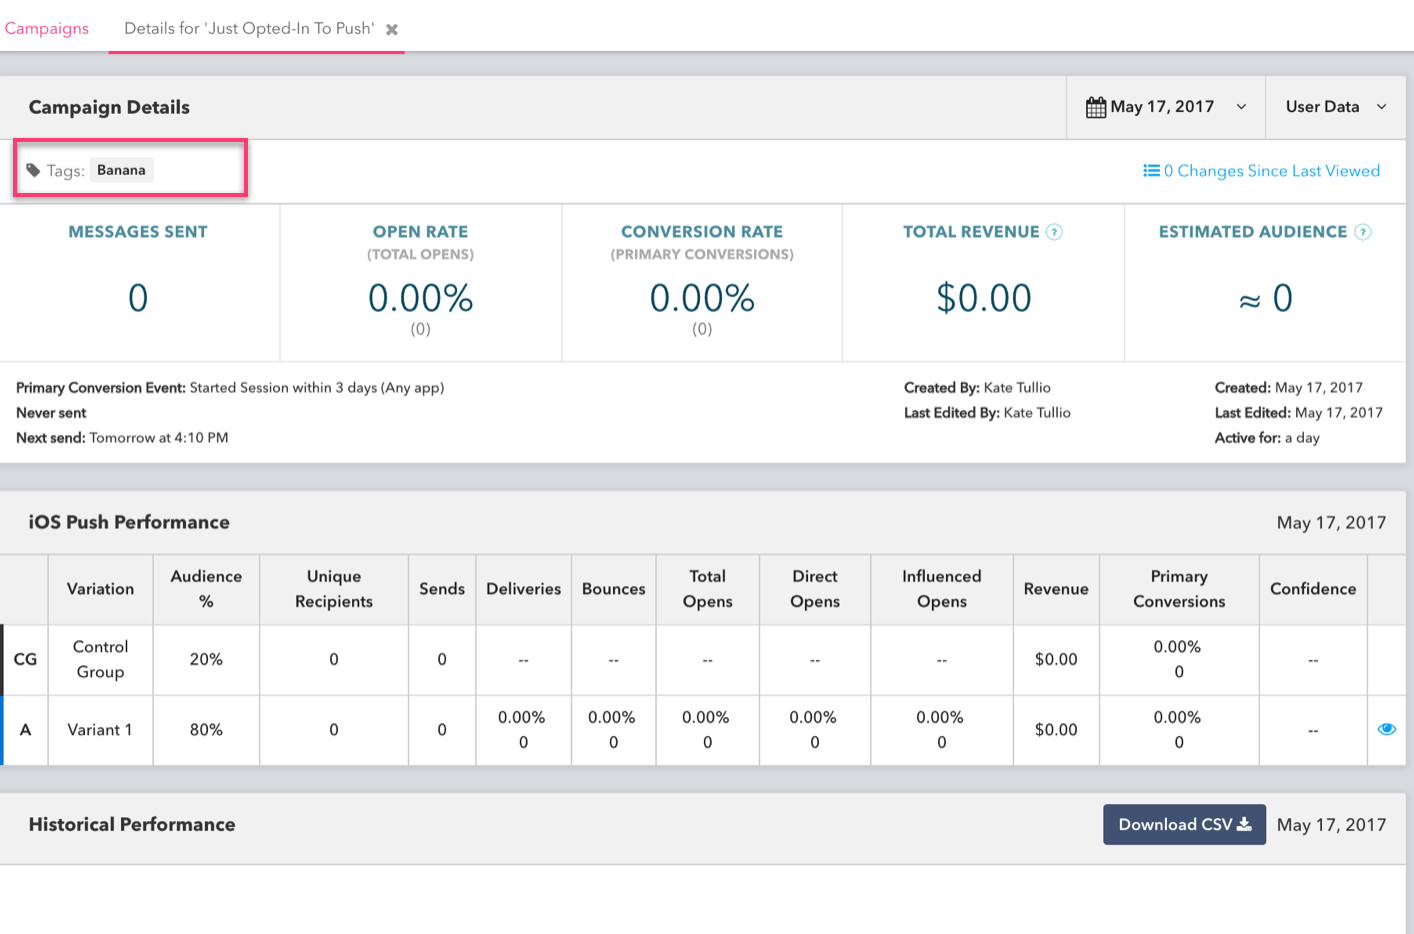 Campaigns
Details for 'Just Opted-In To Push'
Campaign Details
May 17, 2017
User Data
Tags: Banana
0 Changes Since Last Viewed
MESSAGES SENT
0
OPEN RATE
(TOTAL OPENS)
0.00%
(0)
CONVERSION RATE
(PRIMARY CONVERSIONS)
0.00%
(0)
TOTAL REVENUE ?
$0.00
ESTIMATED AUDIENCE ?
≈ 0
Primary Conversion Event: Started Session within 3 days (Any app)
Never sent
Next send: Tomorrow at 4:10 PM
Created By: Kate Tullio
Last Edited By: Kate Tullio
Created: May 17, 2017
Last Edited: May 17, 2017
Active for: a day
iOS Push Performance
May 17, 2017
Variation
Audience
%
Unique
Recipients
Sends
Deliveries
Bounces
Total
Opens
Direct
Opens
Influenced
Opens
Revenue
Primary
Conversions
Confidence
CG
Control
Group
20%
0
0
--
--
--
--
--
$0.00
0.00%
0
--
A
Variant 1
80%
0
0
0.00%
0
0.00%
0
0.00%
0
0.00%
0
0.00%
0
$0.00
0.00%
0
--
Historical Performance
Download CSV
May 17, 2017